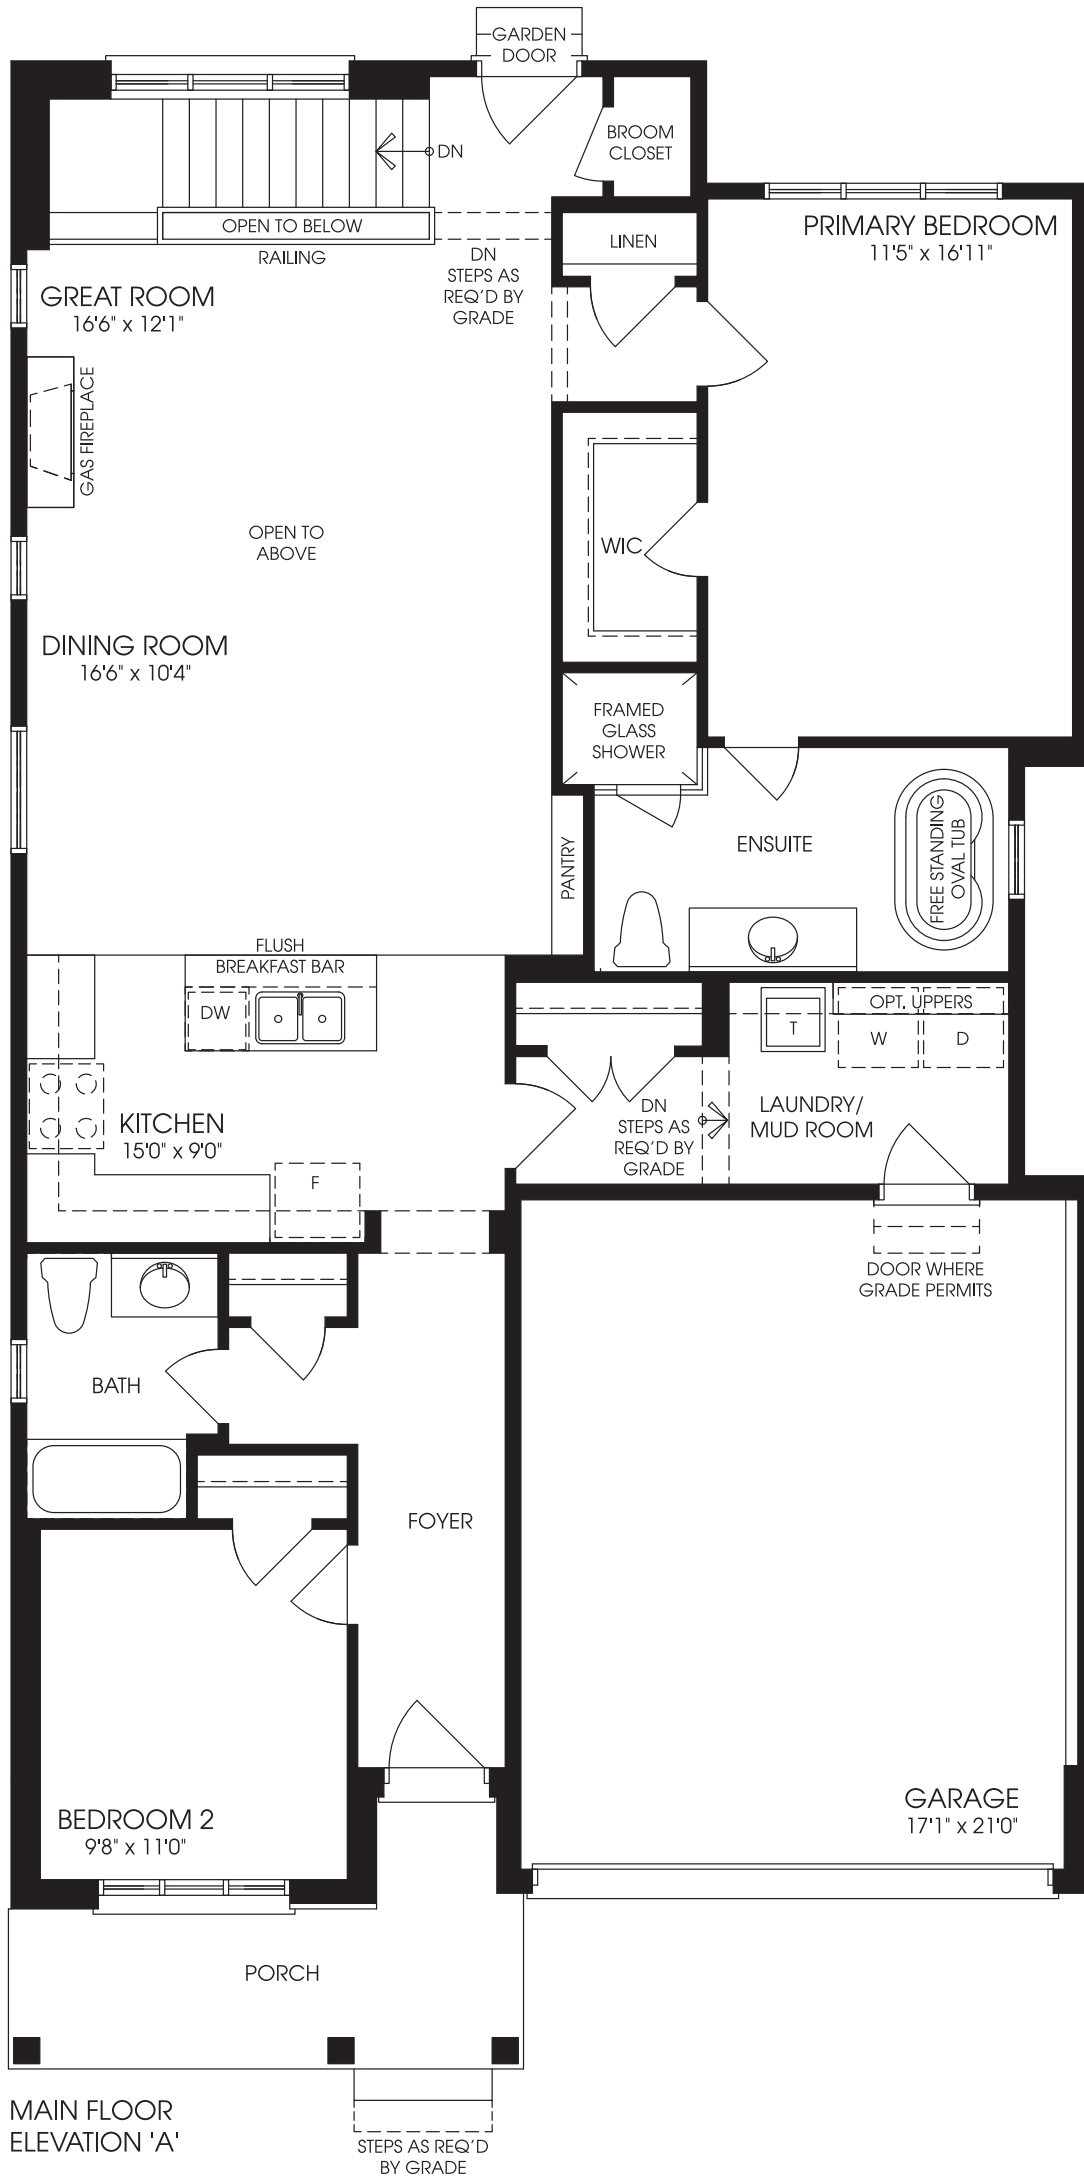 GARDEN
DOOR
BROOM
CLOSET
DN
OPEN TO BELOW
RAILING
LINEN
PRIMARY BEDROOM
11'5" x 16'11"
DN
STEPS AS
REQ'D BY
GRADE
GREAT ROOM
16'6" x 12'1"
GAS FIREPLACE
OPEN TO
ABOVE
WIC
DINING ROOM
16'6" x 10'4"
FRAMED
GLASS
SHOWER
PANTRY
ENSUITE
FREE STANDING
OVAL TUB
FLUSH
BREAKFAST BAR
DW
KITCHEN
15'0" x 9'0"
F
T
OPT. UPPERS
W
D
DN
STEPS AS
REQ'D BY
GRADE
LAUNDRY/
MUD ROOM
DOOR WHERE
GRADE PERMITS
BATH
FOYER
BEDROOM 2
9'8" x 11'0"
GARAGE
17'1" x 21'0"
PORCH
MAIN FLOOR
ELEVATION 'A'
STEPS AS REQ'D
BY GRADE